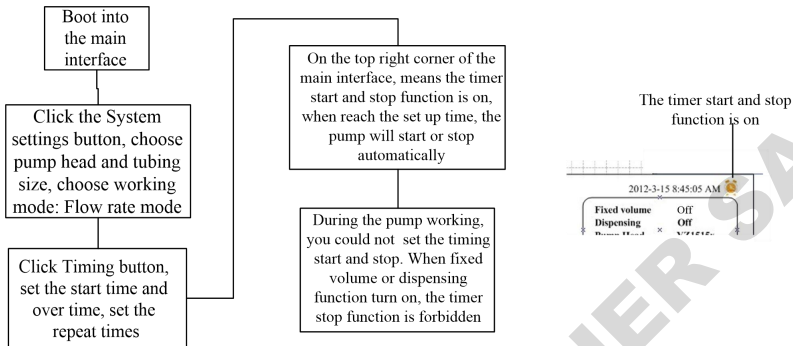 Boot into
the main
interface
Click the System
settings button, choose
pump head and tubing
size, choose working
mode: Flow rate mode
Click Timing button,
set the start time and
over time, set the
repeat times
On the top right corner of the
main interface, means the timer
start and stop function is on,
when reach the set up time, the
pump will start or stop
automatically
During the pump working,
you could not set the timing
start and stop. When fixed
volume or dispensing
function turn on, the timer
stop function is forbidden
The timer start and stop
function is on
2012-3-15 8:45:05 AM
Fixed volume Off
Dispensing Off
Pump Head YZ1515x